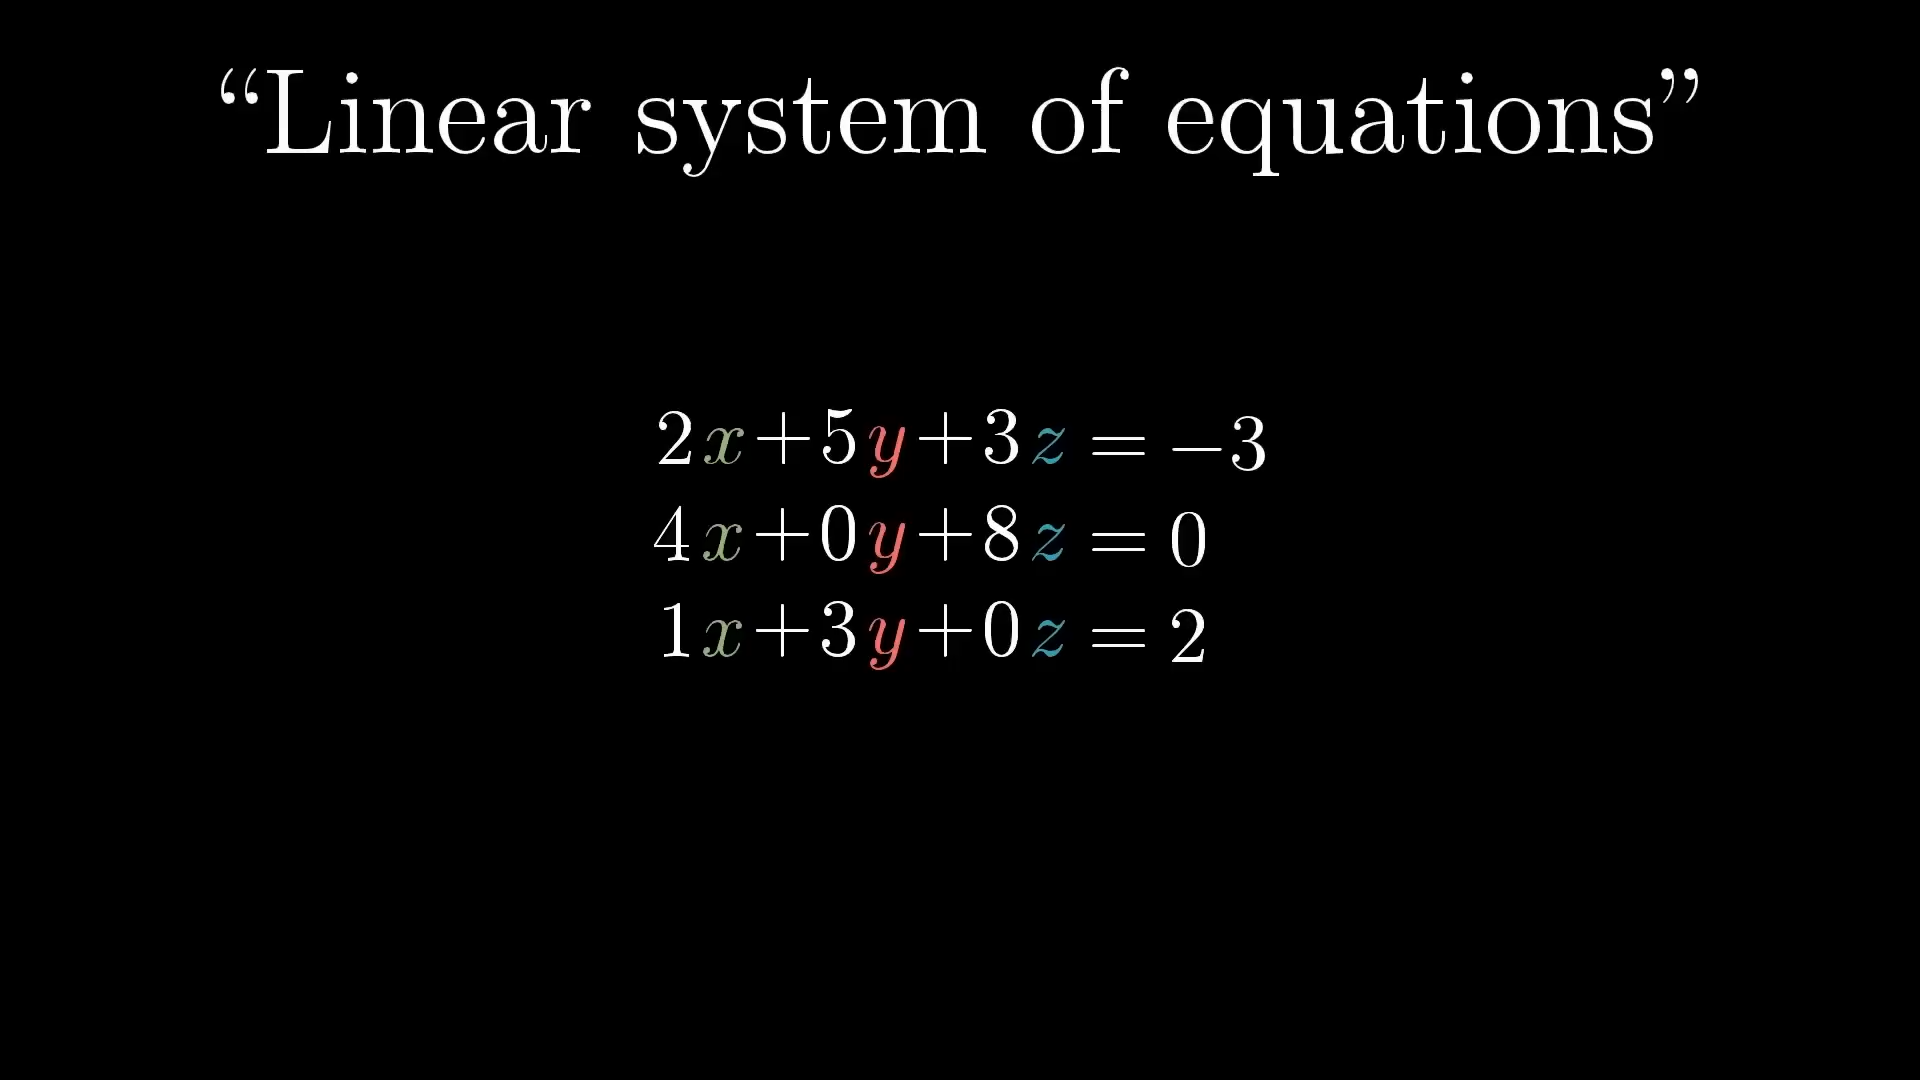 “Linear system of equations”
2x+5y+3z = −3
4x+0y+8z = 0
1x+3y+0z = 2